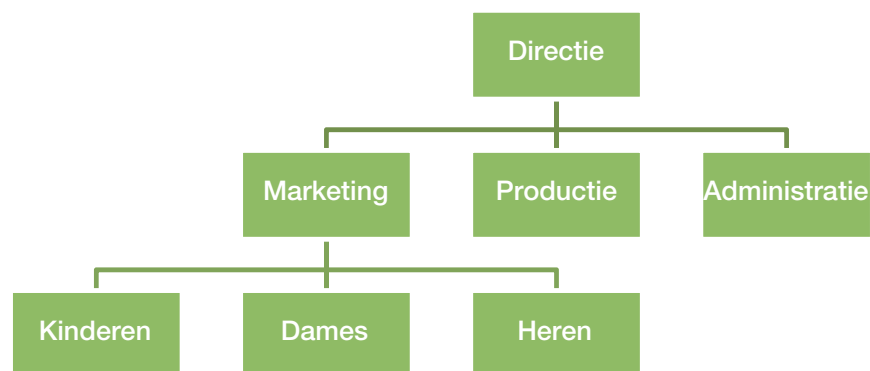 Directie
Marketing
Productie
Administratie
Kinderen
Dames
Heren